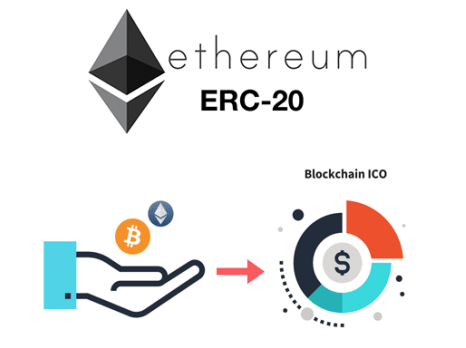 ethereum
ERC-20
Blockchain ICO
₿
$